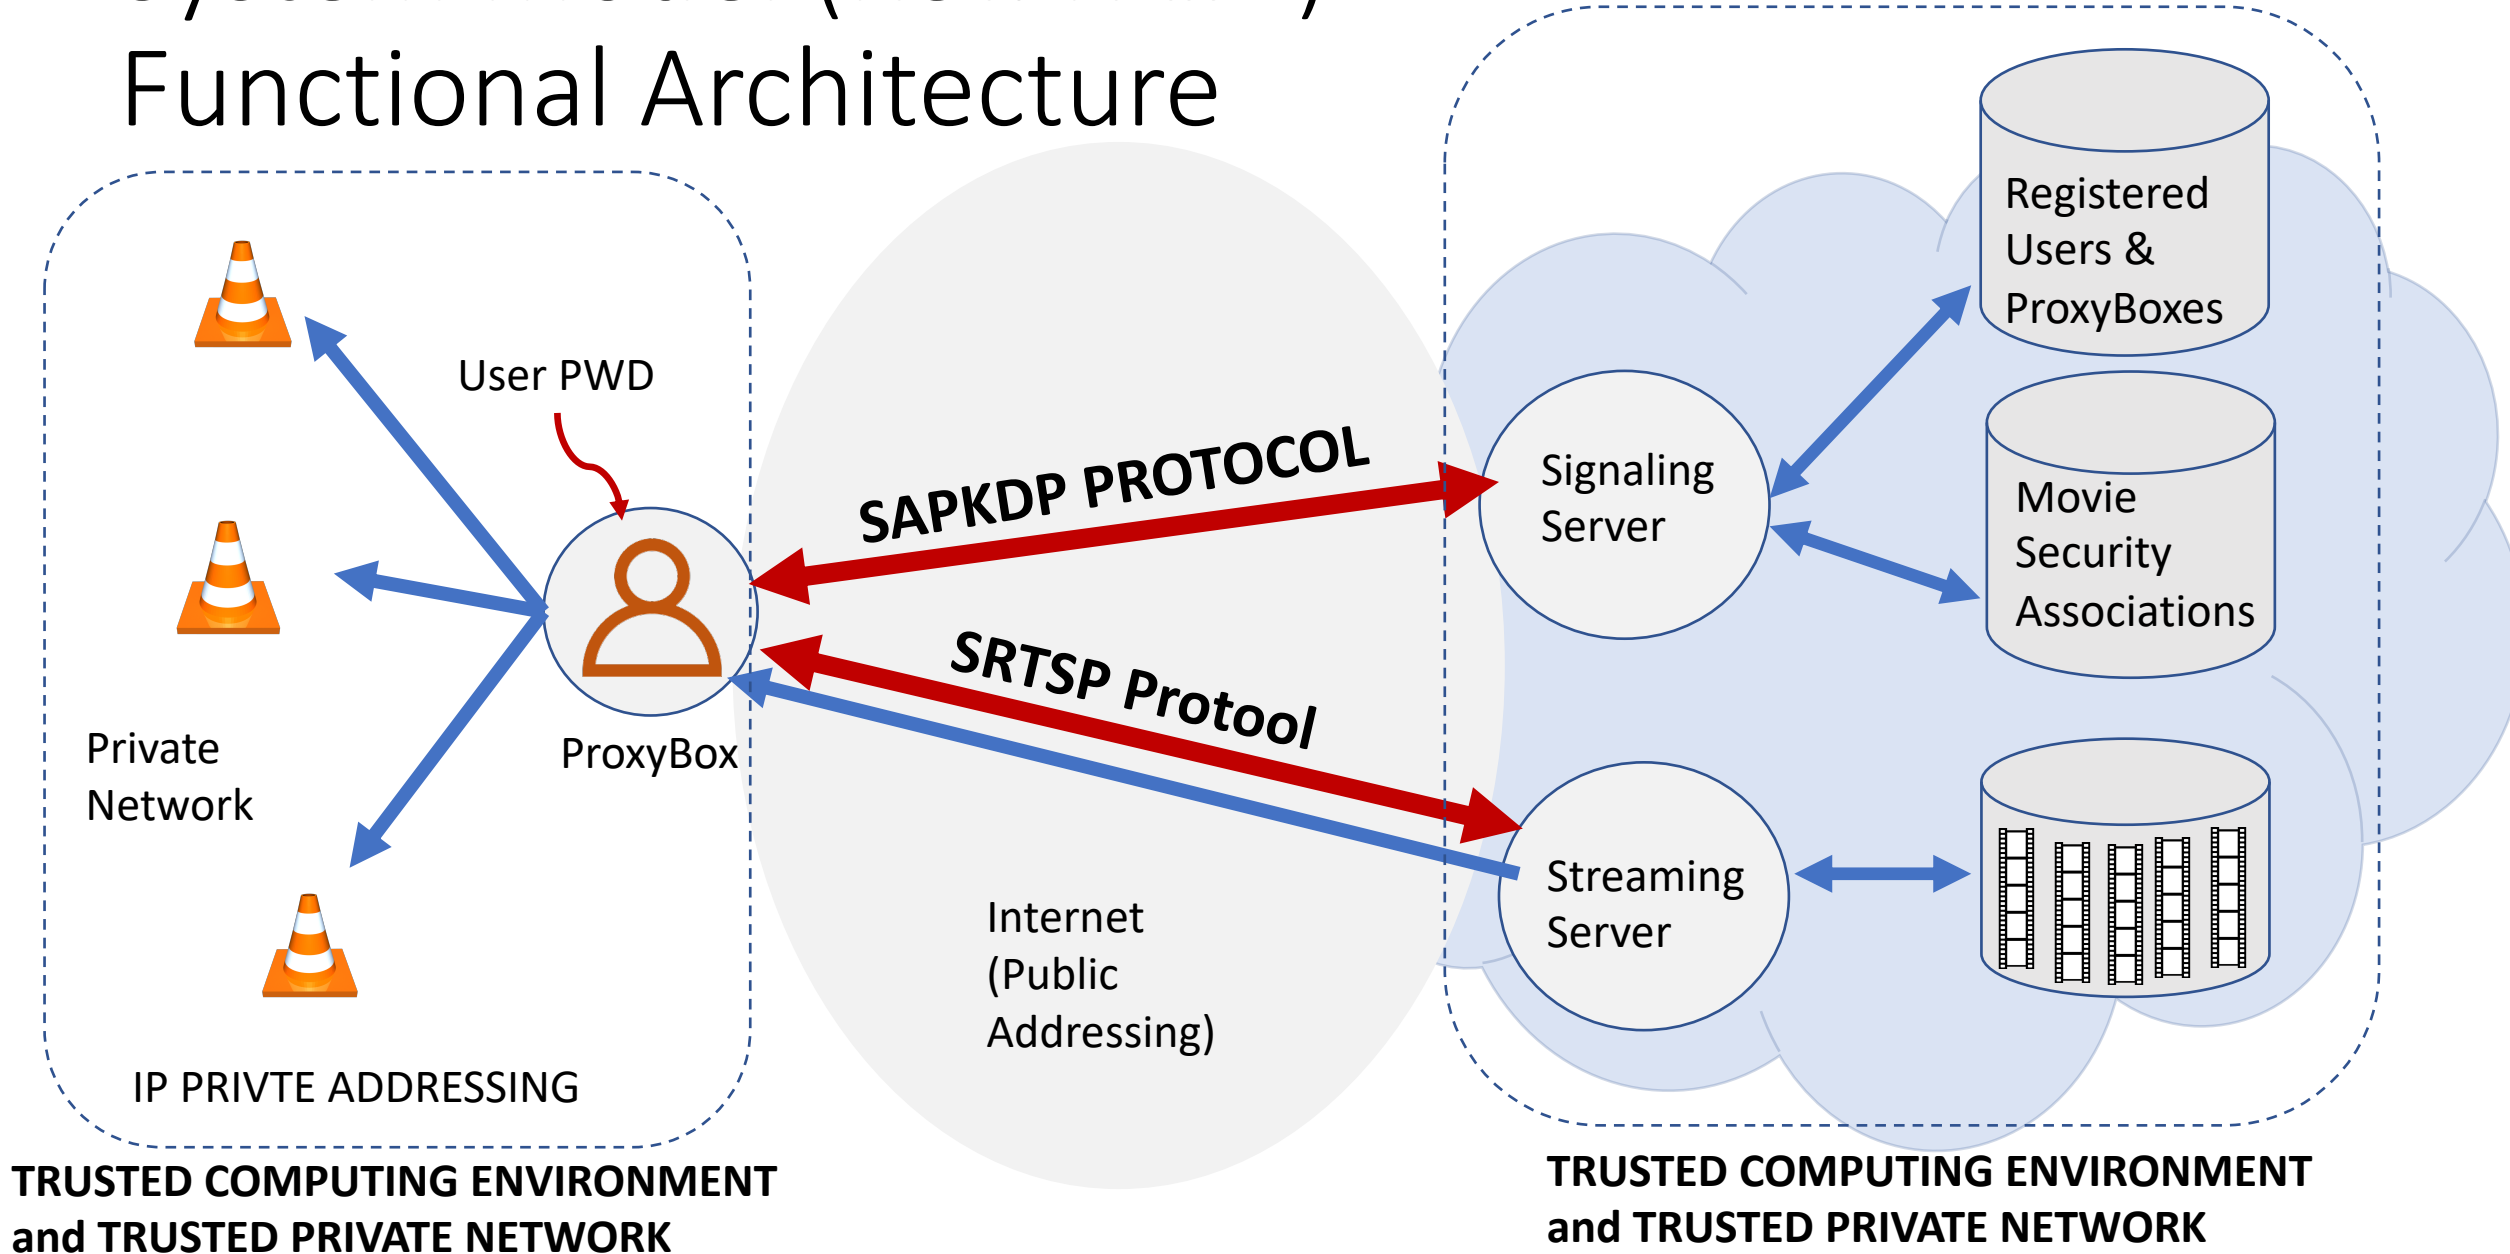 Functional Architecture
Registered
Users &
ProxyBoxes
User PWD
SAPKDP PROTOCOL
Signaling
Server
Movie
Security
Associations
SRTSP Protool
Private
Network
ProxyBox
Streaming
Server
Internet
(Public
Addressing)
IP PRIVTE ADDRESSING
TRUSTED COMPUTING ENVIRONMENT
and TRUSTED PRIVATE NETWORK
TRUSTED COMPUTING ENVIRONMENT
and TRUSTED PRIVATE NETWORK